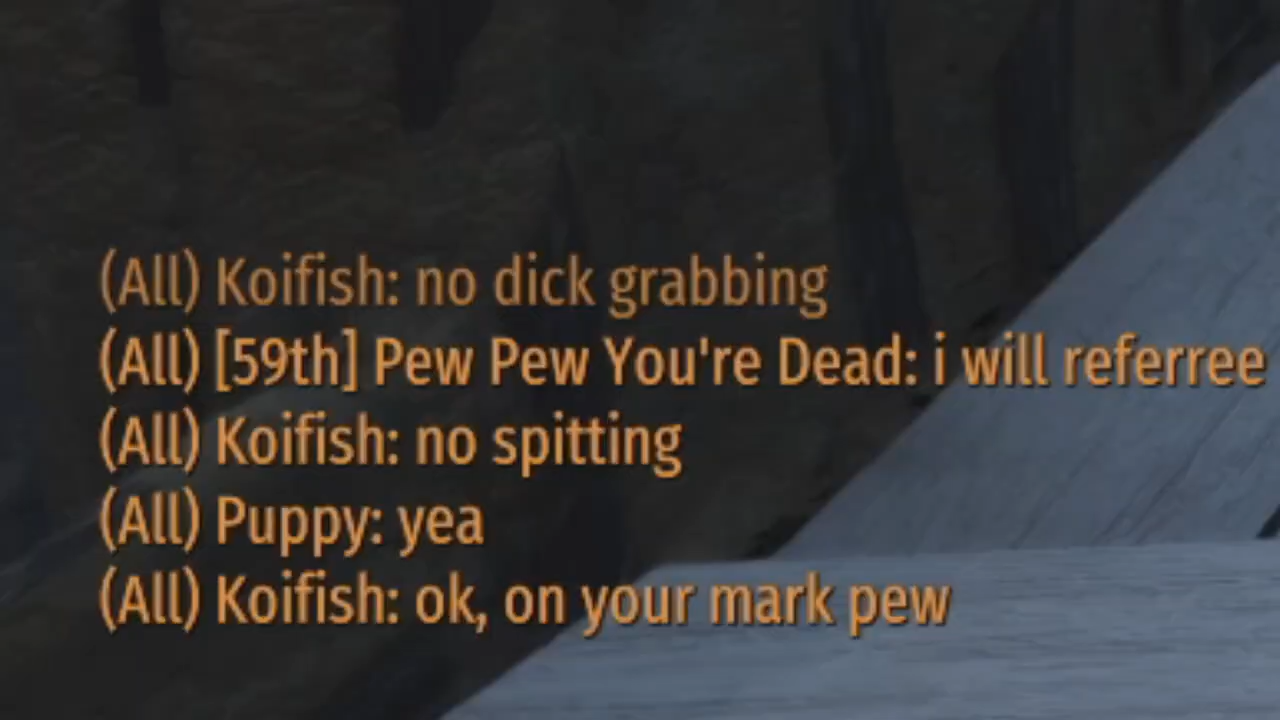 (All) Koifish: no dick grabbing
(All) [59th] Pew Pew You're Dead: i will referree
(All) Koifish: no spitting
(All) Puppy: yea
(All) Koifish: ok, on your mark pew